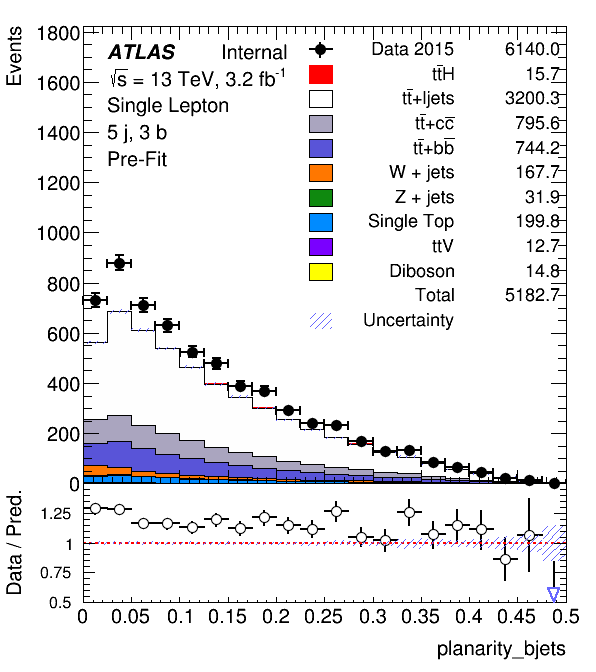 Events
1800
1600
1400
1200
1000
800
600
400
200
0
ATLAS Internal
√s = 13 TeV, 3.2 fb⁻¹
Single Lepton
5 j, 3 b
Pre-Fit
Data 2015 6140.0
tt̄H 15.7
tt̄+ljets 3200.3
tt̄+cc̄ 795.6
tt̄+bb̄ 744.2
W + jets 167.7
Z + jets 31.9
Single Top 199.8
ttV 12.7
Diboson 14.8
Total 5182.7
Uncertainty
Data / Pred.
1.25
1
0.75
0.5
0 0.05 0.1 0.15 0.2 0.25 0.3 0.35 0.4 0.45 0.5
planarity_bjets